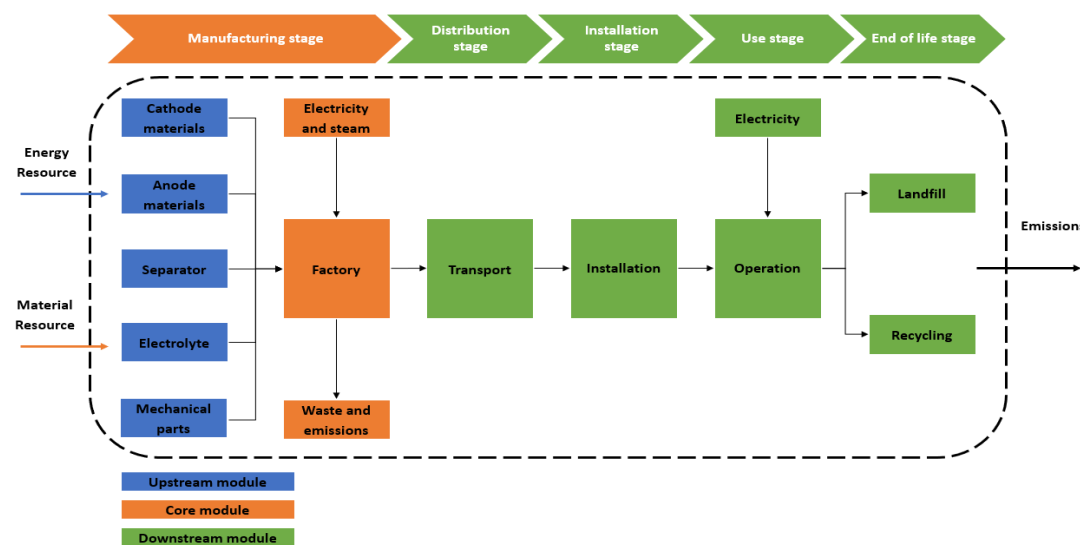 Manufacturing stage
Distribution
stage
Installation
stage
Use stage
End of life stage
Cathode
materials
Electricity
and steam
Electricity
Energy
Resource
Anode
materials
Landfill
Emissions
Separator
Factory
Transport
Installation
Operation
Material
Resource
Electrolyte
Recycling
Mechanical
parts
Waste and
emissions
Upstream module
Core module
Downstream module